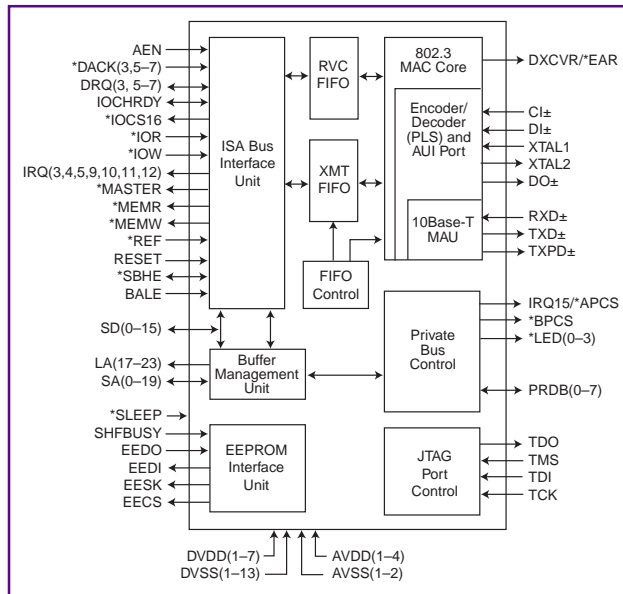 AEN
*DACK(3,5–7)
DRQ(3, 5–7)
IOCHRDY
*IOCS16
*IOR
*IOW
IRQ(3,4,5,9,10,11,12)
*MASTER
*MEMR
*MEMW
*REF
RESET
*SBHE
BALE
SD(0–15)
LA(17–23)
SA(0–19)
*SLEEP
SHFBUSY
EEDO
EEDI
EESK
EECS
ISA Bus
Interface
Unit
RVC
FIFO
XMT
FIFO
FIFO
Control
Buffer
Management
Unit
EEPROM
Interface
Unit
802.3
MAC Core
Encoder/
Decoder
(PLS) and
AUI Port
10Base-T
MAU
Private
Bus
Control
JTAG
Port
Control
DXCVR/*EAR
CI±
DI±
XTAL1
XTAL2
DO±
RXD±
TXD±
TXPD±
IRQ15/*APCS
*BPCS
*LED(0–3)
PRDB(0–7)
TDO
TMS
TDI
TCK
DVDD(1–7)
DVSS(1–13)
AVDD(1–4)
AVSS(1–2)